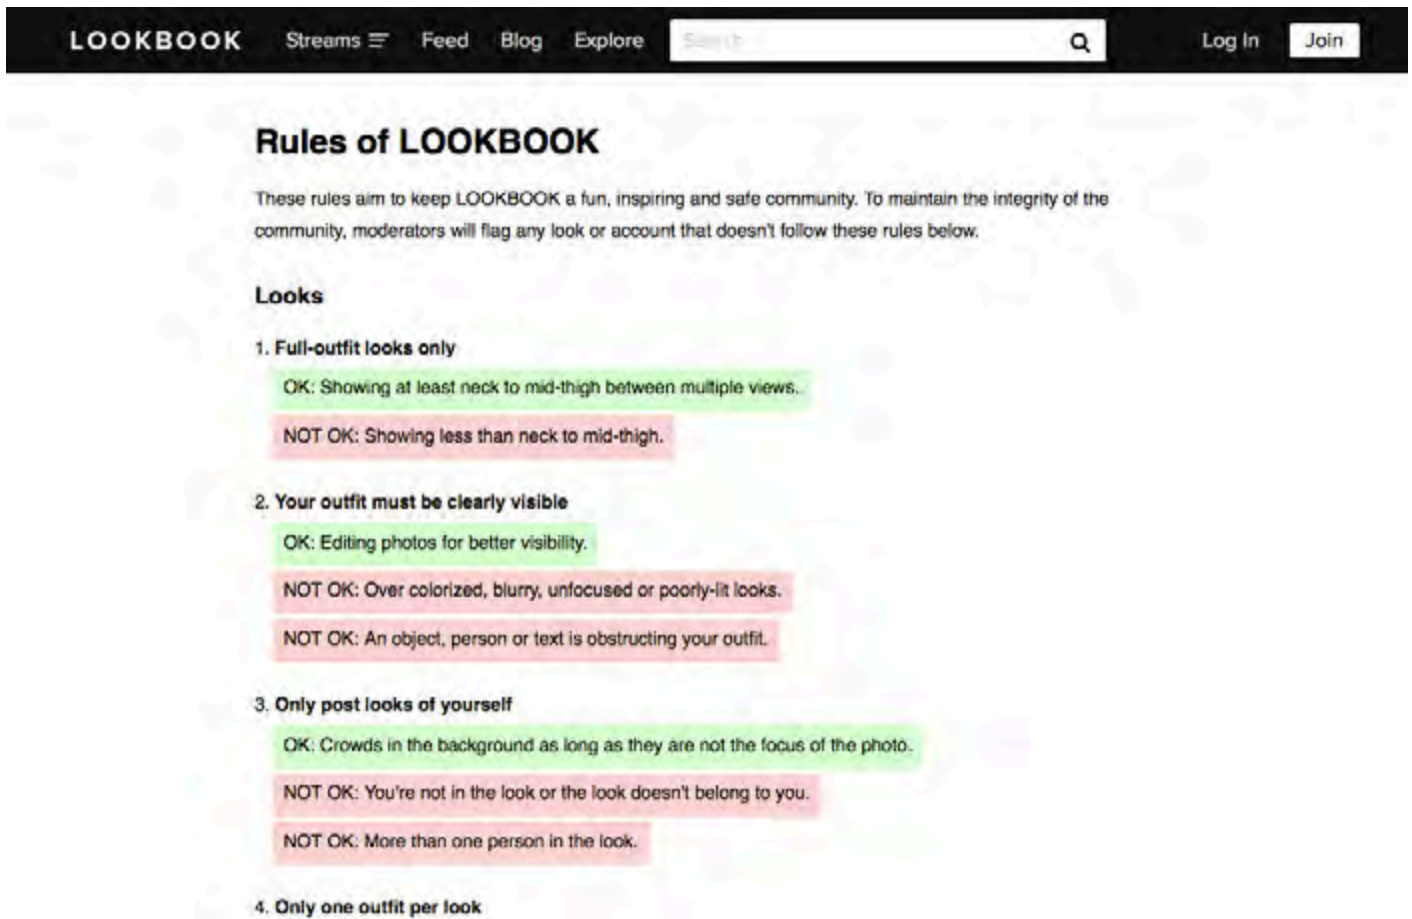 LOOKBOOK Streams Feed Blog Explore Search Log In Join
Rules of LOOKBOOK
These rules aim to keep LOOKBOOK a fun, inspiring and safe community. To maintain the integrity of the
community, moderators will flag any look or account that doesn't follow these rules below.
Looks
1. Full-outfit looks only
OK: Showing at least neck to mid-thigh between multiple views.
NOT OK: Showing less than neck to mid-thigh.
2. Your outfit must be clearly visible
OK: Editing photos for better visibility.
NOT OK: Over colorized, blurry, unfocused or poorly-lit looks.
NOT OK: An object, person or text is obstructing your outfit.
3. Only post looks of yourself
OK: Crowds in the background as long as they are not the focus of the photo.
NOT OK: You're not in the look or the look doesn't belong to you.
NOT OK: More than one person in the look.
4. Only one outfit per look